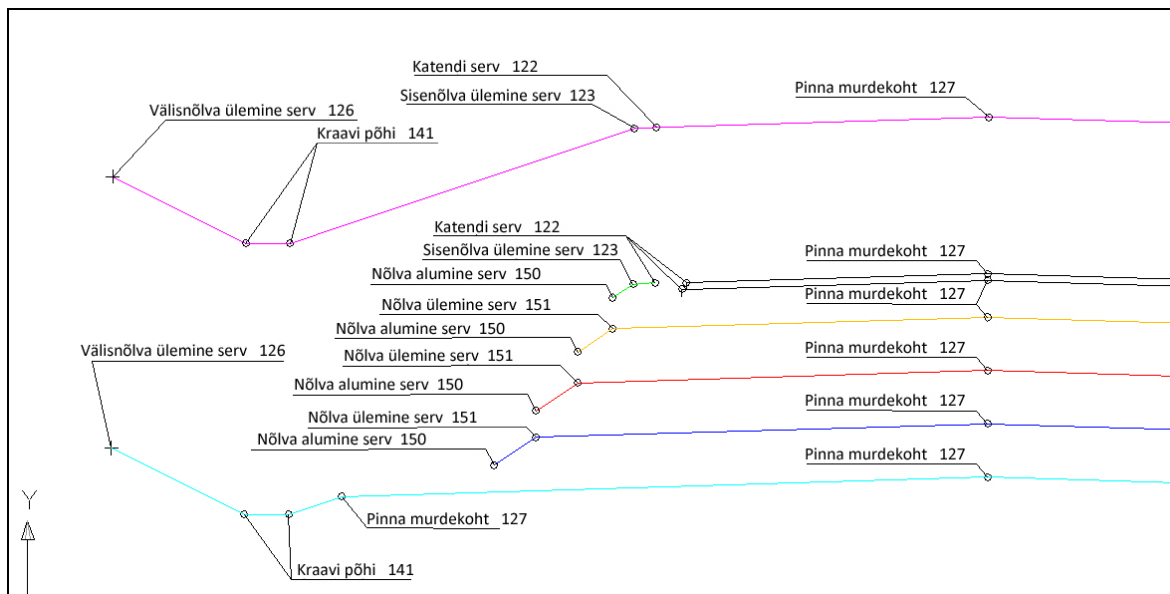 Katendi serv 122
Sisenõlva ülemine serv 123
Pinna murdekoht 127
Välisnõlva ülemine serv 126
Kraavi põhi 141
Katendi serv 122
Sisenõlva ülemine serv 123
Pinna murdekoht 127
Nõlva alumine serv 150
Nõlva ülemine serv 151
Pinna murdekoht 127
Nõlva alumine serv 150
Välisnõlva ülemine serv 126
Nõlva ülemine serv 151
Pinna murdekoht 127
Nõlva alumine serv 150
Nõlva ülemine serv 151
Pinna murdekoht 127
Nõlva alumine serv 150
Pinna murdekoht 127
Y
Pinna murdekoht 127
Kraavi põhi 141